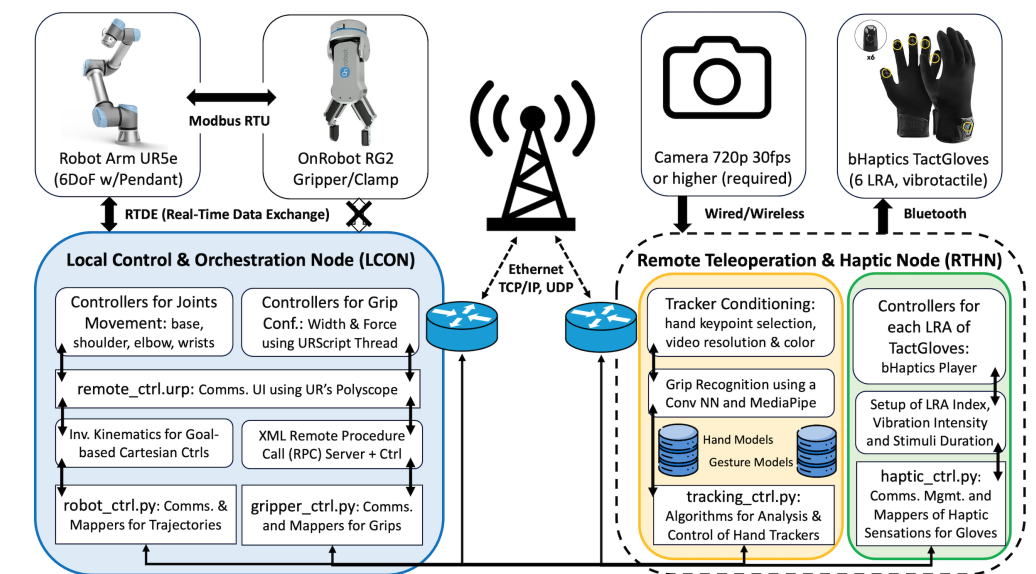 Modbus RTU
Robot Arm UR5e
(6DoF w/Pendant)
onrobot
OnRobot RG2
Gripper/Clamp
Camera 720p 30fps
or higher (required)
x6
bHaptics TactGloves
(6 LRA, vibrotactile)
RTDE (Real-Time Data Exchange)
Wired/Wireless
Bluetooth
Local Control & Orchestration Node (LCON)
Controllers for Joints
Movement: base,
shoulder, elbow, wrists
Controllers for Grip
Conf.: Width & Force
using URScript Thread
remote_ctrl.urp: Comms. UI using UR's Polyscope
Inv. Kinematics for Goal-
based Cartesian Ctrls
XML Remote Procedure
Call (RPC) Server + Ctrl
robot_ctrl.py: Comms. &
Mappers for Trajectories
gripper_ctrl.py: Comms.
and Mappers for Grips
Ethernet
TCP/IP, UDP
Remote Teleoperation & Haptic Node (RTHN)
Tracker Conditioning:
hand keypoint selection,
video resolution & color
Grip Recognition using a
Conv NN and MediaPipe
Hand Models
Gesture Models
tracking_ctrl.py:
Algorithms for Analysis &
Control of Hand Trackers
Controllers for
each LRA of
TactGloves:
bHaptics Player
Setup of LRA Index,
Vibration Intensity
and Stimuli Duration
haptic_ctrl.py:
Comms. Mgmt. and
Mappers of Haptic
Sensations for Gloves